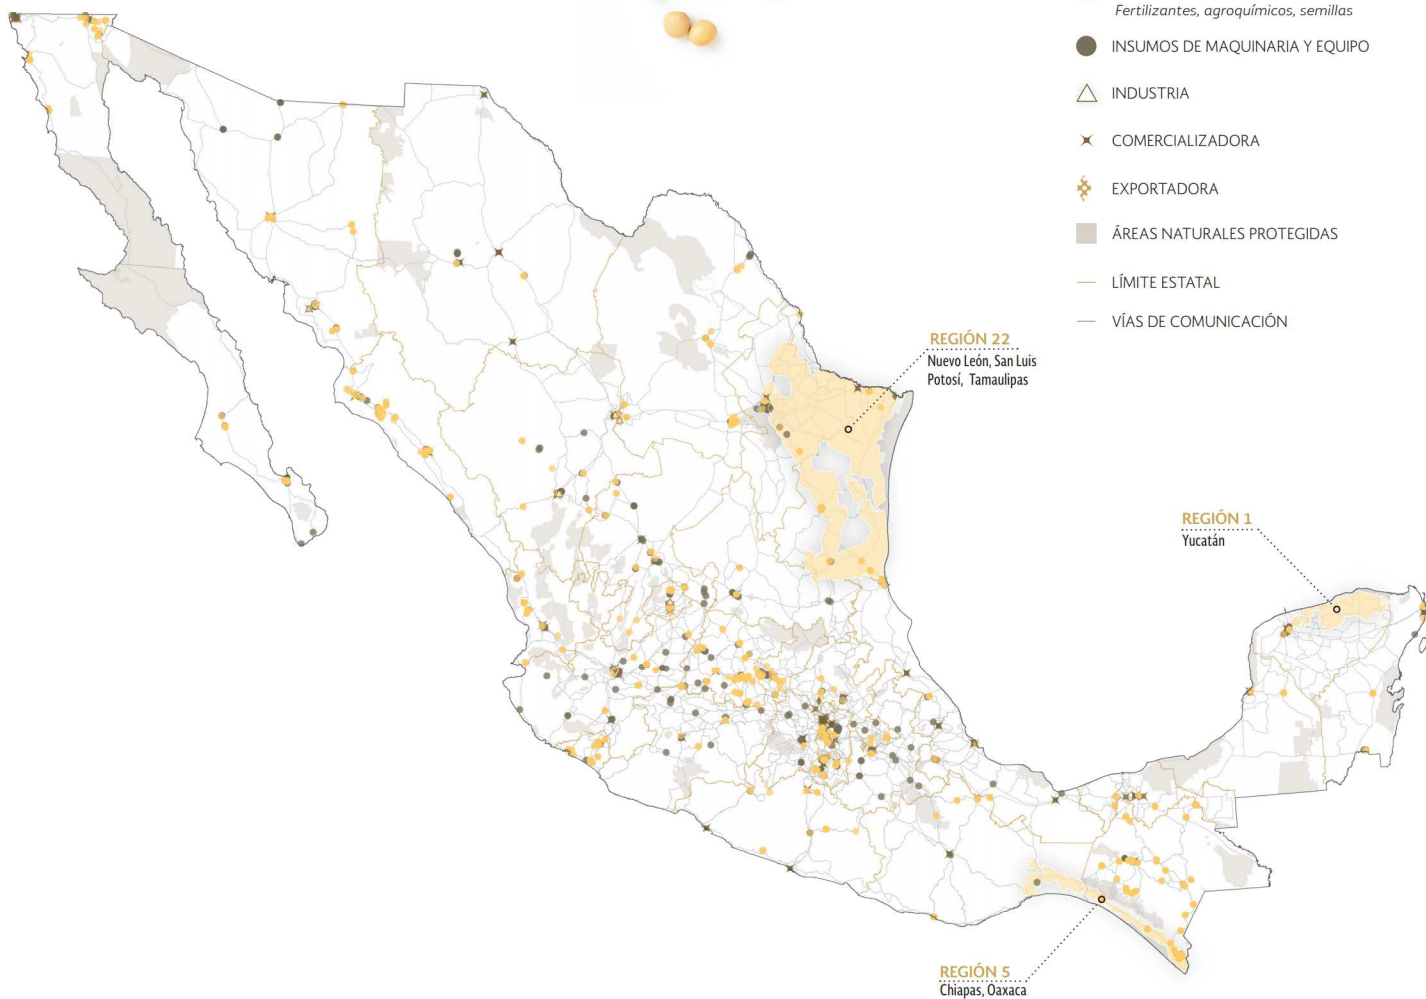 Fertilizantes, agroquímicos, semillas
INSUMOS DE MAQUINARIA Y EQUIPO
INDUSTRIA
COMERCIALIZADORA
EXPORTADORA
ÁREAS NATURALES PROTEGIDAS
LÍMITE ESTATAL
VÍAS DE COMUNICACIÓN
REGIÓN 22
Nuevo León, San Luis
Potosí, Tamaulipas
REGIÓN 1
Yucatán
REGIÓN 5
Chiapas, Oaxaca